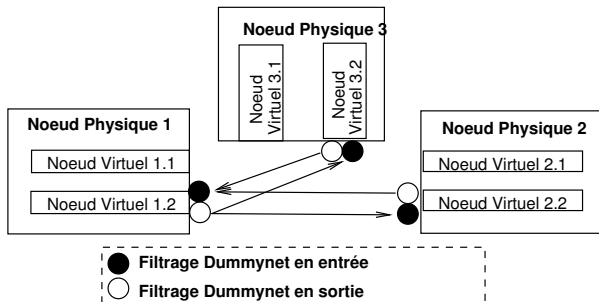 Noeud Physique 3
Noeud
Virtuel 3.1
Noeud
Virtuel 3.2
Noeud Physique 1
Noeud Virtuel 1.1
Noeud Virtuel 1.2
Noeud Physique 2
Noeud Virtuel 2.1
Noeud Virtuel 2.2
Filtrage Dummynet en entrée
Filtrage Dummynet en sortie